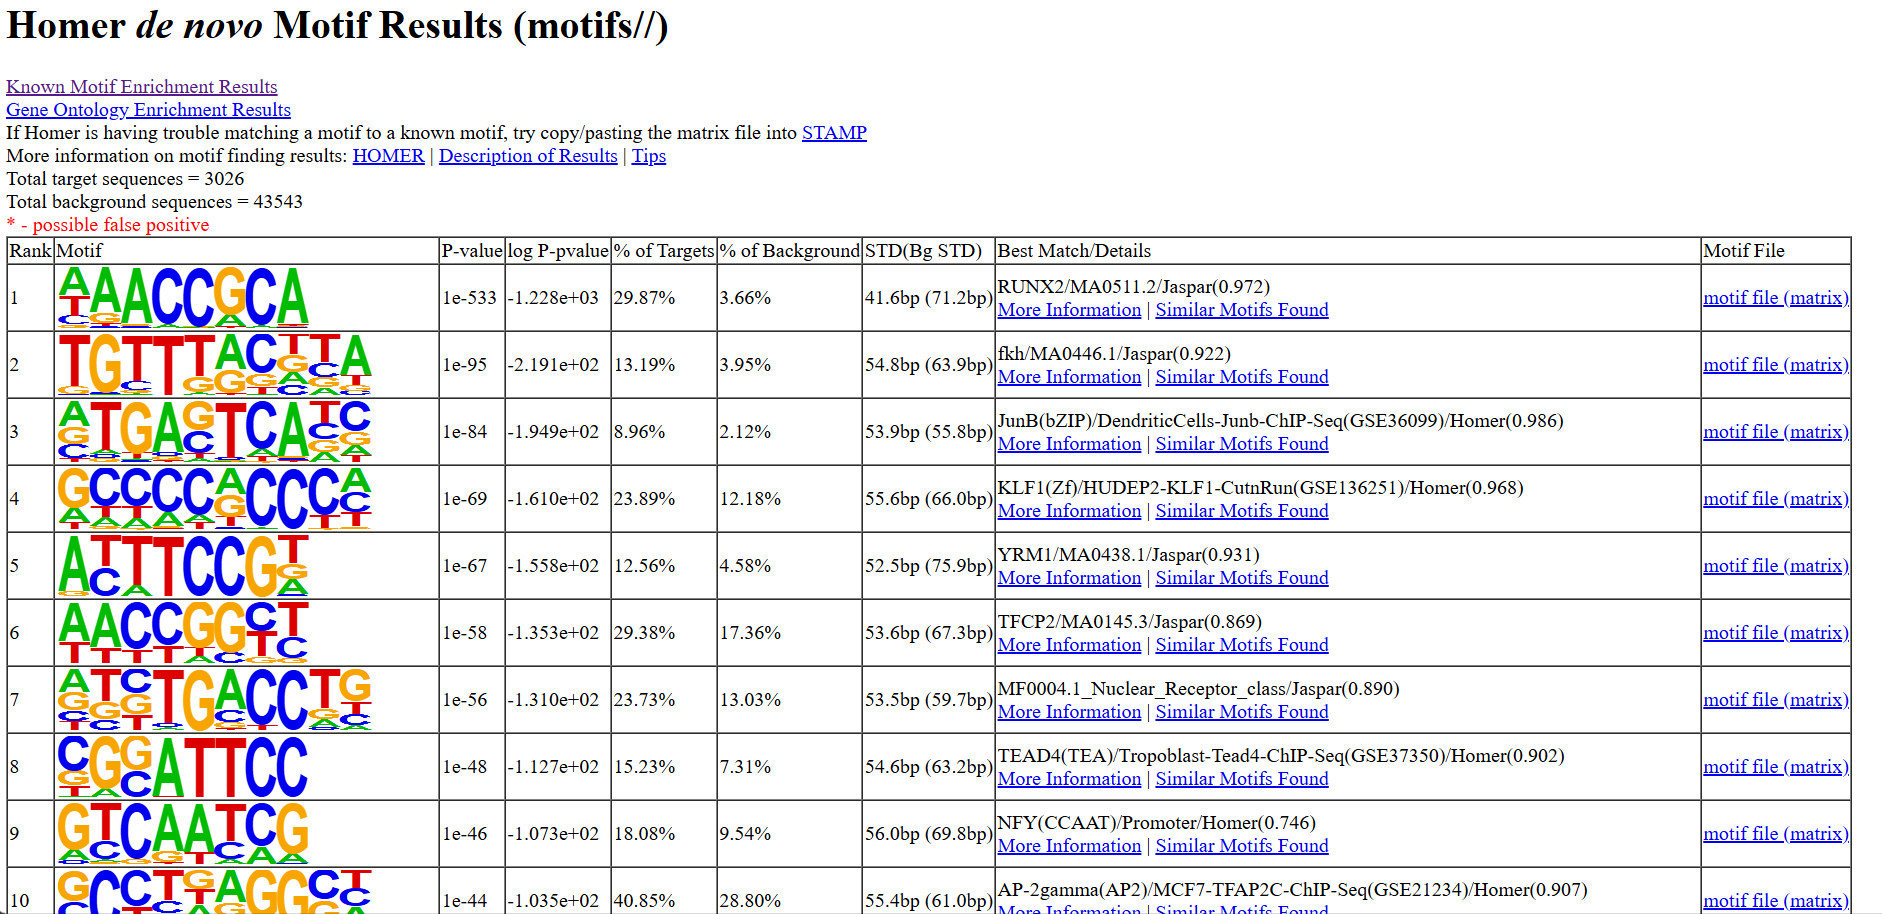 Homer de novo Motif Results (motifs//)
Known Motif Enrichment Results
Gene Ontology Enrichment Results
If Homer is having trouble matching a motif to a known motif, try copy/pasting the matrix file into STAMP
More information on motif finding results: HOMER | Description of Results | Tips
Total target sequences = 3026
Total background sequences = 43543
* - possible false positive
Rank Motif P-value log P-pvalue % of Targets % of Background STD(Bg STD) Best Match/Details Motif File
1 AAACCGCA 1e-533 -1.228e+03 29.87% 3.66% 41.6bp (71.2bp) RUNX2/MA0511.2/Jaspar(0.972)
More Information | Similar Motifs Found motif file (matrix)
2 TGTTTACTTA 1e-95 -2.191e+02 13.19% 3.95% 54.8bp (63.9bp) fkh/MA0446.1/Jaspar(0.922)
More Information | Similar Motifs Found motif file (matrix)
3 ATGAGTCATC 1e-84 -1.949e+02 8.96% 2.12% 53.9bp (55.8bp) JunB(bZIP)/DendriticCells-Junb-ChIP-Seq(GSE36099)/Homer(0.986)
More Information | Similar Motifs Found motif file (matrix)
4 GCCCCACCCA 1e-69 -1.610e+02 23.89% 12.18% 55.6bp (66.0bp) KLF1(Zf)/HUDEP2-KLF1-CutnRun(GSE136251)/Homer(0.968)
More Information | Similar Motifs Found motif file (matrix)
5 ATTTCCGT 1e-67 -1.558e+02 12.56% 4.58% 52.5bp (75.9bp) YRM1/MA0438.1/Jaspar(0.931)
More Information | Similar Motifs Found motif file (matrix)
6 AACCGGCT 1e-58 -1.353e+02 29.38% 17.36% 53.6bp (67.3bp) TFCP2/MA0145.3/Jaspar(0.869)
More Information | Similar Motifs Found motif file (matrix)
7 ATCTGACCTG 1e-56 -1.310e+02 23.73% 13.03% 53.5bp (59.7bp) MF0004.1_Nuclear_Receptor_class/Jaspar(0.890)
More Information | Similar Motifs Found motif file (matrix)
8 CGGATTCC 1e-48 -1.127e+02 15.23% 7.31% 54.6bp (63.2bp) TEAD4(TEA)/Tropoblast-Tead4-ChIP-Seq(GSE37350)/Homer(0.902)
More Information | Similar Motifs Found motif file (matrix)
9 GTCAATCG 1e-46 -1.073e+02 18.08% 9.54% 56.0bp (69.8bp) NFY(CCAAT)/Promoter/Homer(0.746)
More Information | Similar Motifs Found motif file (matrix)
10 GCCTGAGGCT 1e-44 -1.035e+02 40.85% 28.80% 55.4bp (61.0bp) AP-2gamma(AP2)/MCF7-TFAP2C-ChIP-Seq(GSE21234)/Homer(0.907)
More Information | Similar Motifs Found motif file (matrix)